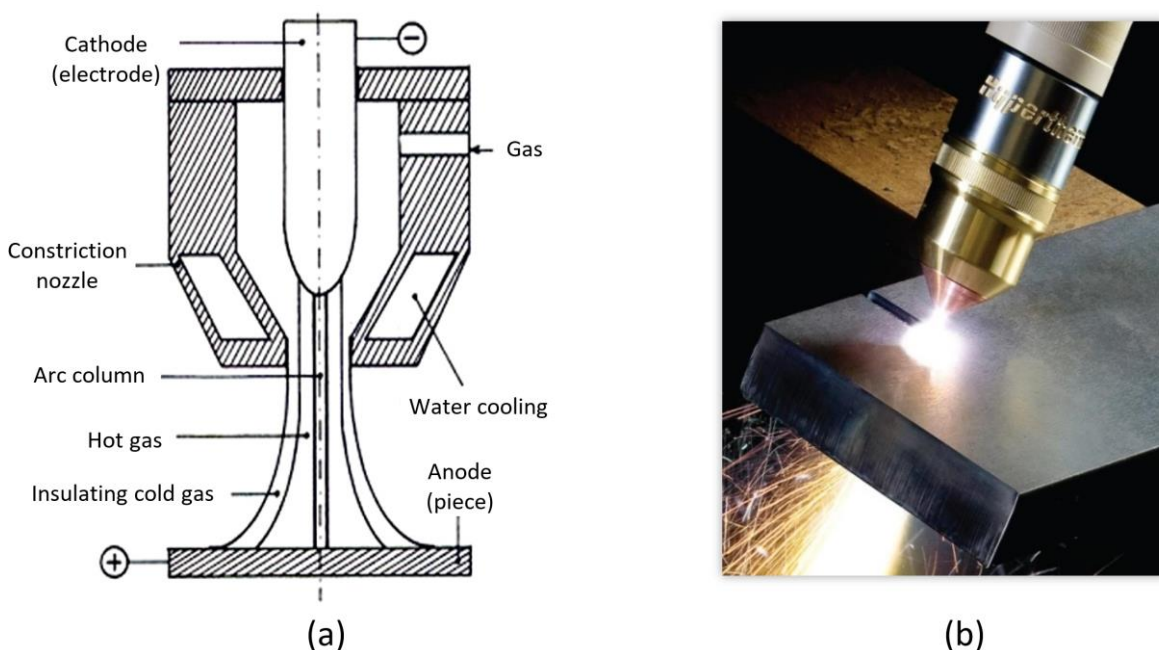 Cathode
(electrode)
−
Gas
Constriction
nozzle
Arc column
Water cooling
Hot gas
Anode
(piece)
Insulating cold gas
+
(a)
(b)